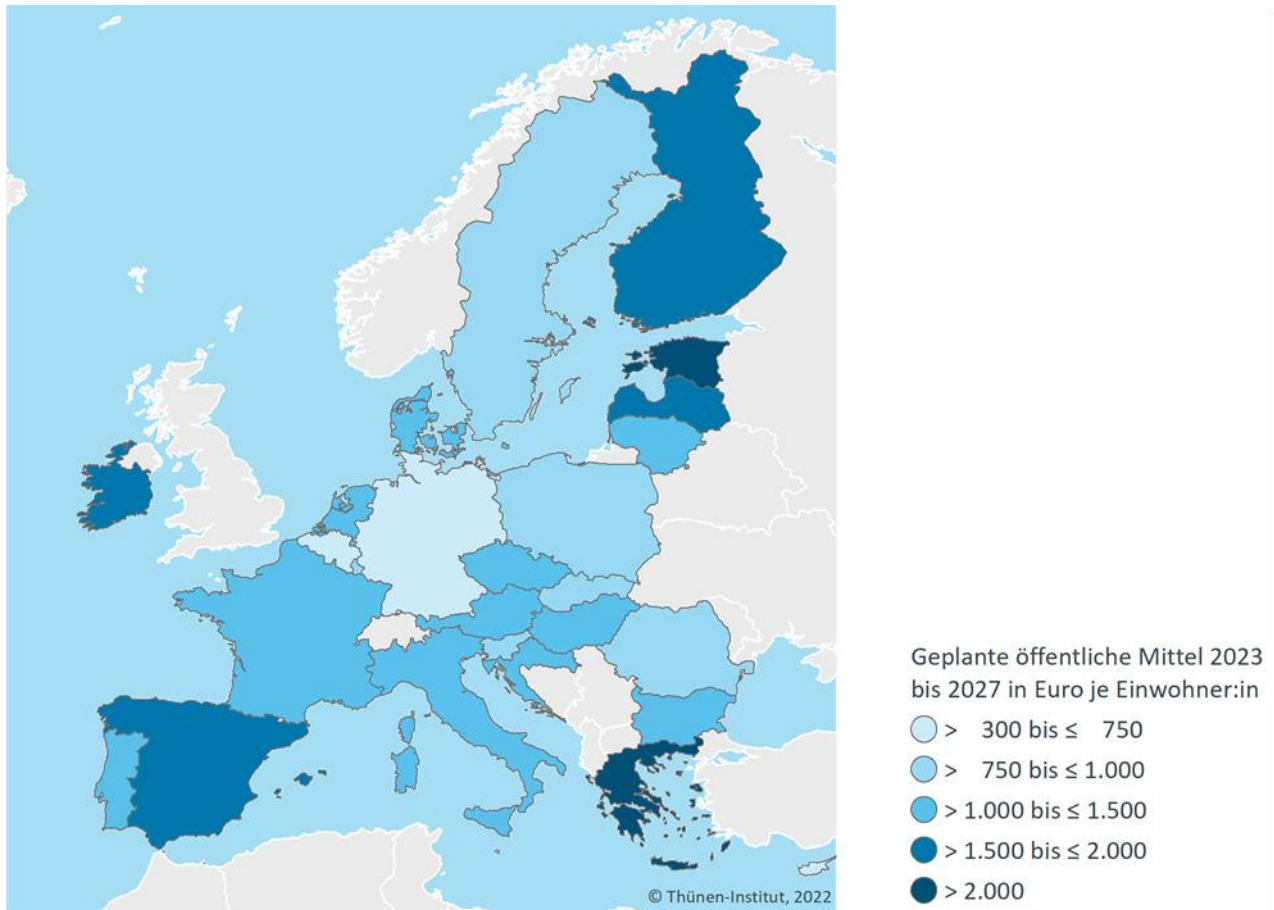 Geplante öffentliche Mittel 2023
bis 2027 in Euro je Einwohner:in
> 300 bis ≤ 750
> 750 bis ≤ 1.000
> 1.000 bis ≤ 1.500
> 1.500 bis ≤ 2.000
> 2.000
© Thünen-Institut, 2022